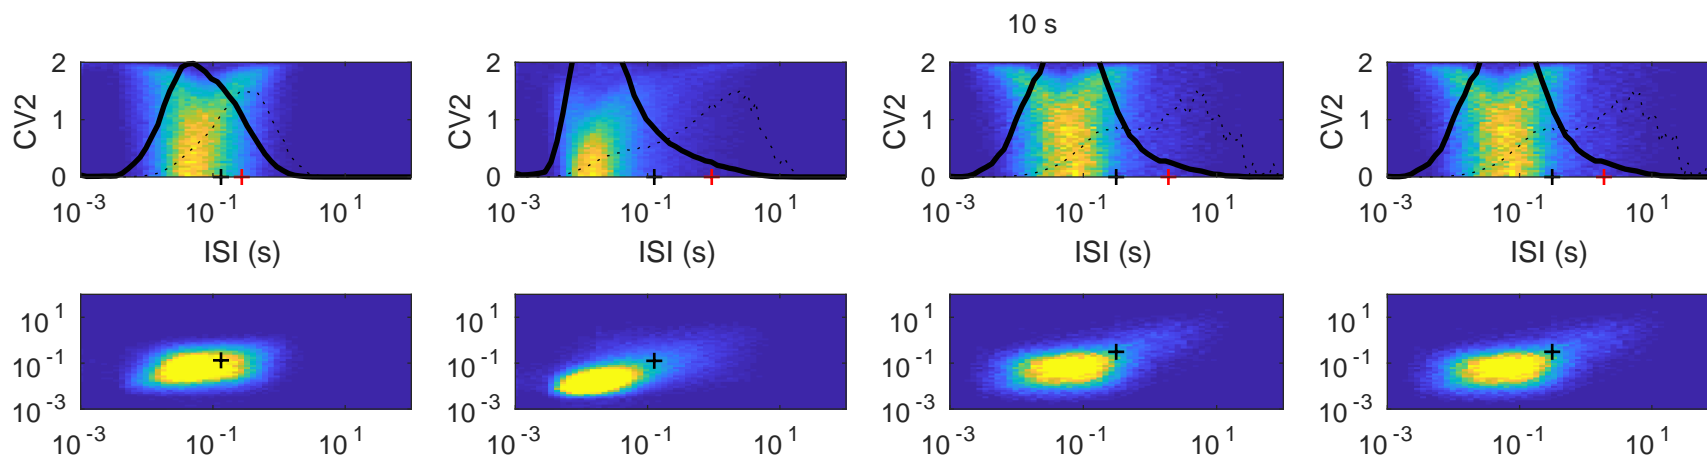 10 s
2 2 2 2
CV2 CV2 CV2 CV2
1 1 1 1
0 0 0 0
10^-3 10^-1 10^1 10^-3 10^-1 10^1 10^-3 10^-1 10^1 10^-3 10^-1 10^1
ISI (s) ISI (s) ISI (s) ISI (s)
10^1 10^1 10^1 10^1
10^-1 10^-1 10^-1 10^-1
10^-3 10^-3 10^-3 10^-3
10^-3 10^-1 10^1 10^-3 10^-1 10^1 10^-3 10^-1 10^1 10^-3 10^-1 10^1